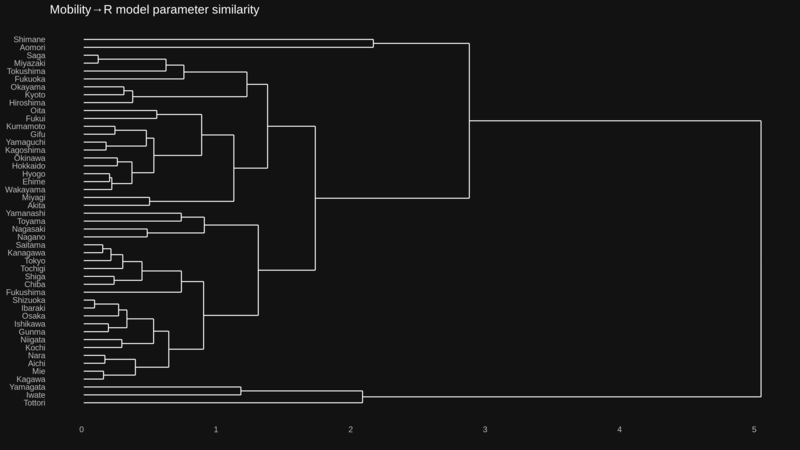 Mobility→R model parameter similarity
Shimane
Aomori
Saga
Miyazaki
Tokushima
Fukuoka
Okayama
Kyoto
Hiroshima
Oita
Fukui
Kumamoto
Gifu
Yamaguchi
Kagoshima
Okinawa
Hokkaido
Hyogo
Ehime
Wakayama
Miyagi
Akita
Yamanashi
Toyama
Nagasaki
Nagano
Saitama
Kanagawa
Tokyo
Tochigi
Shiga
Chiba
Fukushima
Shizuoka
Ibaraki
Osaka
Ishikawa
Gunma
Niigata
Kochi
Nara
Aichi
Mie
Kagawa
Yamagata
Iwate
Tottori
0 1 2 3 4 5